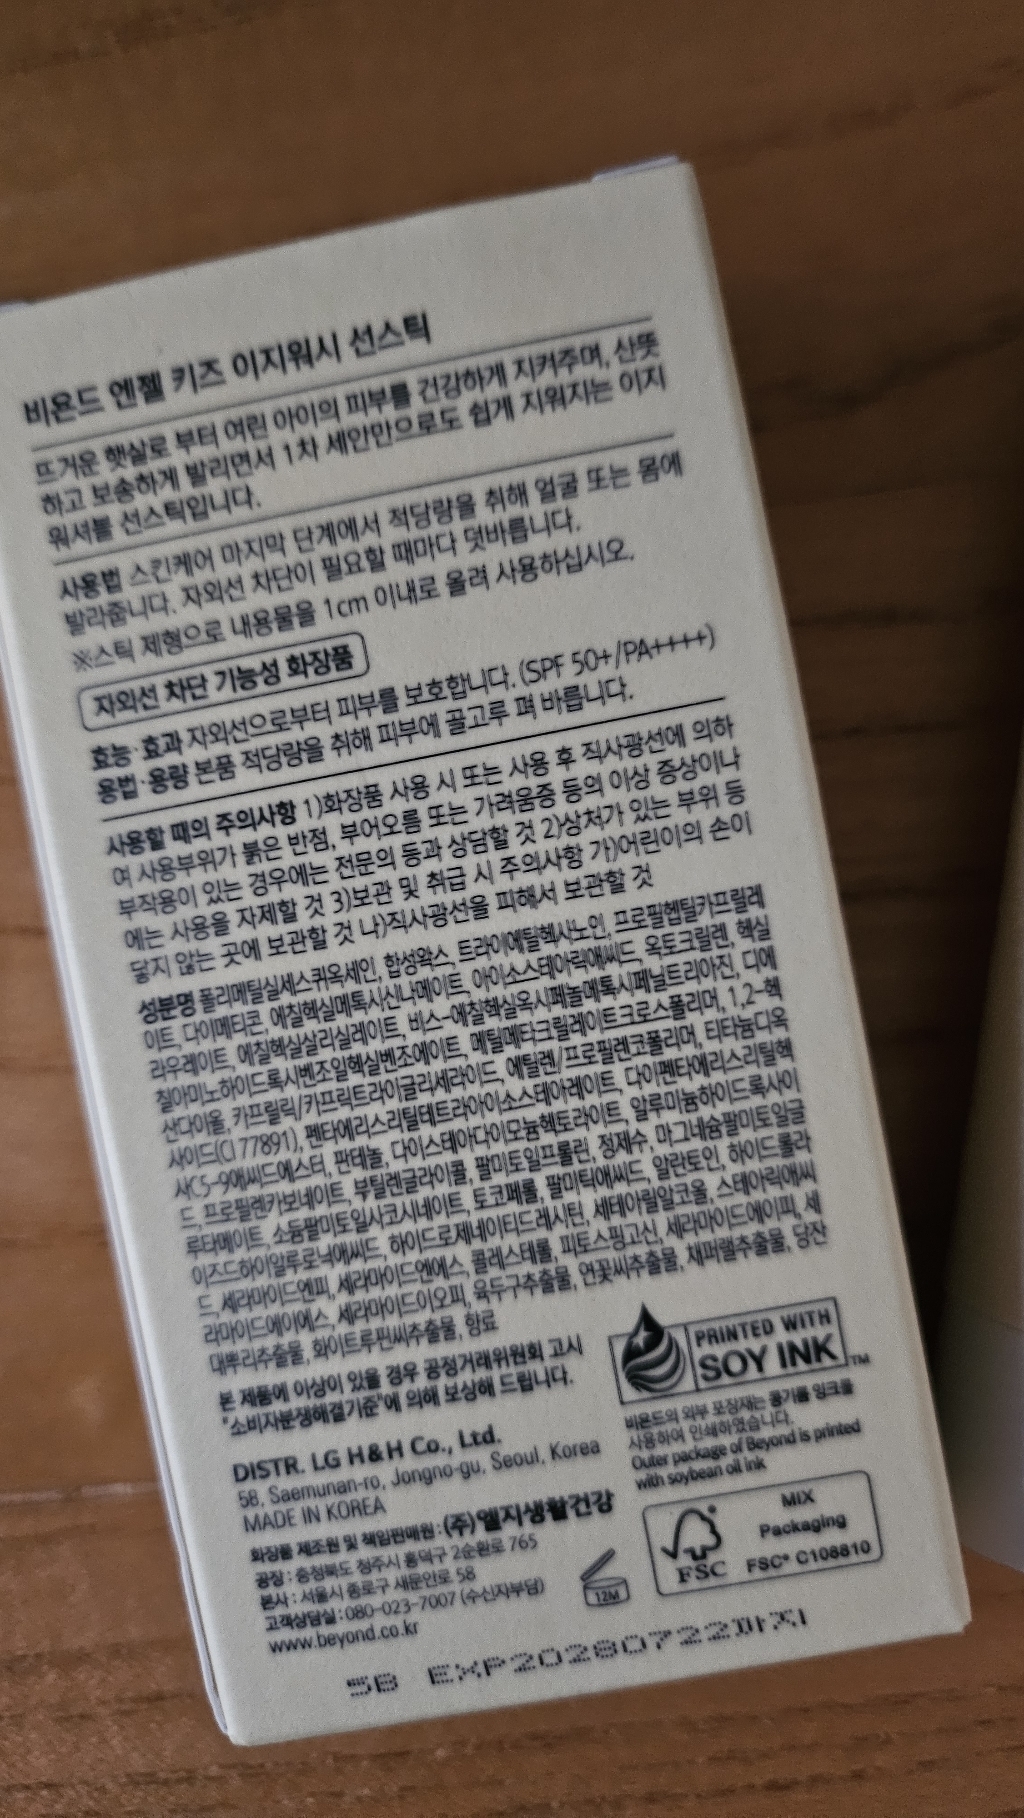 비욘드 엔젤 키즈 이지워시 선스틱
뜨거운 햇살로 부터 여린 아이의 피부를 건강하게 지켜주며, 산뜻
하고 보송하게 발리면서 1차 세안만으로도 쉽게 지워지는 이지
워셔블 선스틱입니다.
사용법 스킨케어 마지막 단계에서 적당량을 취해 얼굴 또는 몸에
발라줍니다. 자외선 차단이 필요할 때마다 덧바릅니다.
※스틱 제형으로 내용물을 1cm 이내로 올려 사용하십시오.
자외선 차단 기능성 화장품
효능·효과 자외선으로부터 피부를 보호합니다. (SPF 50+/PA++++)
용법·용량 본품 적당량을 취해 피부에 골고루 펴 바릅니다.
사용할 때의 주의사항 1)화장품 사용 시 또는 사용 후 직사광선에 의하
여 사용부위가 붉은 반점, 부어오름 또는 가려움증 등의 이상 증상이나
부작용이 있는 경우에는 전문의 등과 상담할 것 2)상처가 있는 부위 등
에는 사용을 자제할 것 3)보관 및 취급 시 주의사항 가)어린이의 손이
닿지 않는 곳에 보관할 것 나)직사광선을 피해서 보관할 것
성분명 폴리메틸실세스퀴옥세인, 합성왁스, 트라이에틸헥사노인, 프로필헵틸카프릴레
이트, 다이메티콘, 에칠헥실메톡시신나메이트, 아이소스테아릭애씨드, 옥토크릴렌, 헥실
라우레이트, 에칠헥실살리실레이트, 비스-에칠헥실옥시페놀메톡시페닐트리아진, 디에
칠아미노하이드록시벤조일헥실벤조에이트, 메틸메타크릴레이트크로스폴리머, 1,2-헥
산다이올, 카프릴릭/카프릭트라이글리세라이드, 에틸렌/프로필렌코폴리머, 티타늄디옥
사이드(CI 77891), 펜타에리스리틸테트라아이소스테아레이트, 다이펜타에리스리틸헥
사C5-9애씨드에스터, 판테놀, 다이스테아다이모늄헥토라이트, 알루미늄하이드록사이
드, 프로필렌카보네이트, 부틸렌글라이콜, 팔미토일프롤린, 정제수, 마그네슘팔미토일글
루타메이트, 소듐팔미토일사코시네이트, 토코페롤, 팔미틱애씨드, 알란토인, 하이드롤라
이즈드하이알루로닉애씨드, 하이드로제네이티드레시틴, 세테아릴알코올, 스테아릭애씨
드, 세라마이드엔피, 세라마이드엔에스, 콜레스테롤, 피토스핑고신, 세라마이드에이피, 세
라마이드에이에스, 세라마이드이오피, 육두구추출물, 연꽃씨추출물, 채퍼랠추출물, 당잔
대뿌리추출물, 화이트루핀씨추출물, 향료
본 제품에 이상이 있을 경우 공정거래위원회 고시
"소비자분쟁해결기준"에 의해 보상해 드립니다.
PRINTED WITH
SOY INK™
비욘드의 외부 포장재는 콩기름 잉크를
사용하여 인쇄하였습니다.
Outer package of Beyond is printed
with soybean oil ink
DISTR. LG H&H Co., Ltd.
58, Saemunan-ro, Jongno-gu, Seoul, Korea
MADE IN KOREA
화장품 제조원 및 책임판매원 : (주)엘지생활건강
공장 : 충청북도 청주시 흥덕구 2순환로 765
본사 : 서울시 종로구 새문안로 58
고객상담실 : 080-023-7007 (수신자부담)
www.beyond.co.kr
12M
FSC
MIX
Packaging
FSC® C108810
5B EXP20280722까지